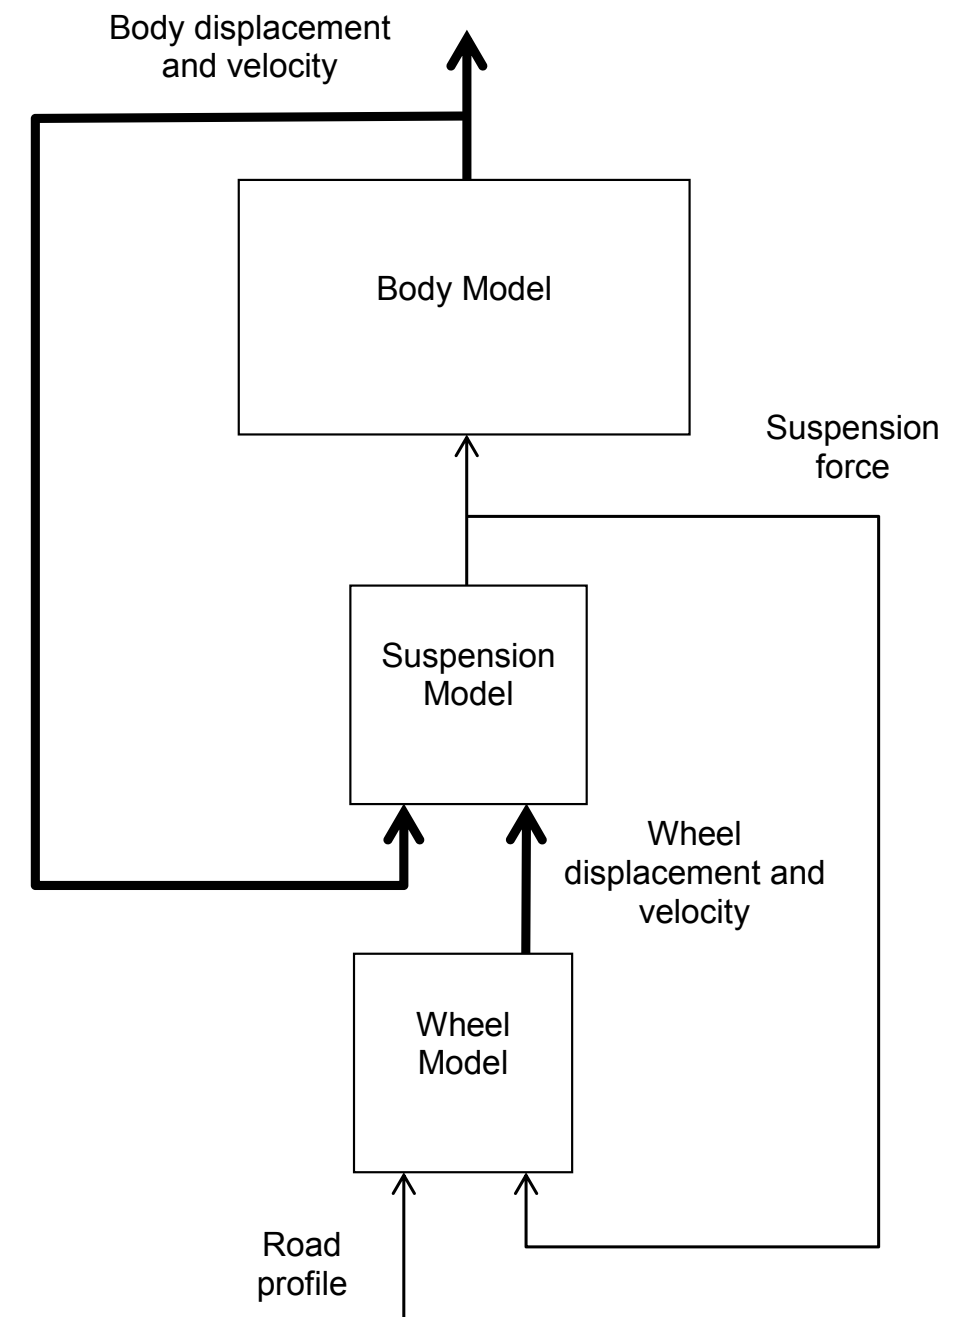 Body displacement
and velocity
Body Model
Suspension
force
Suspension
Model
Wheel
displacement and
velocity
Wheel
Model
Road
profile